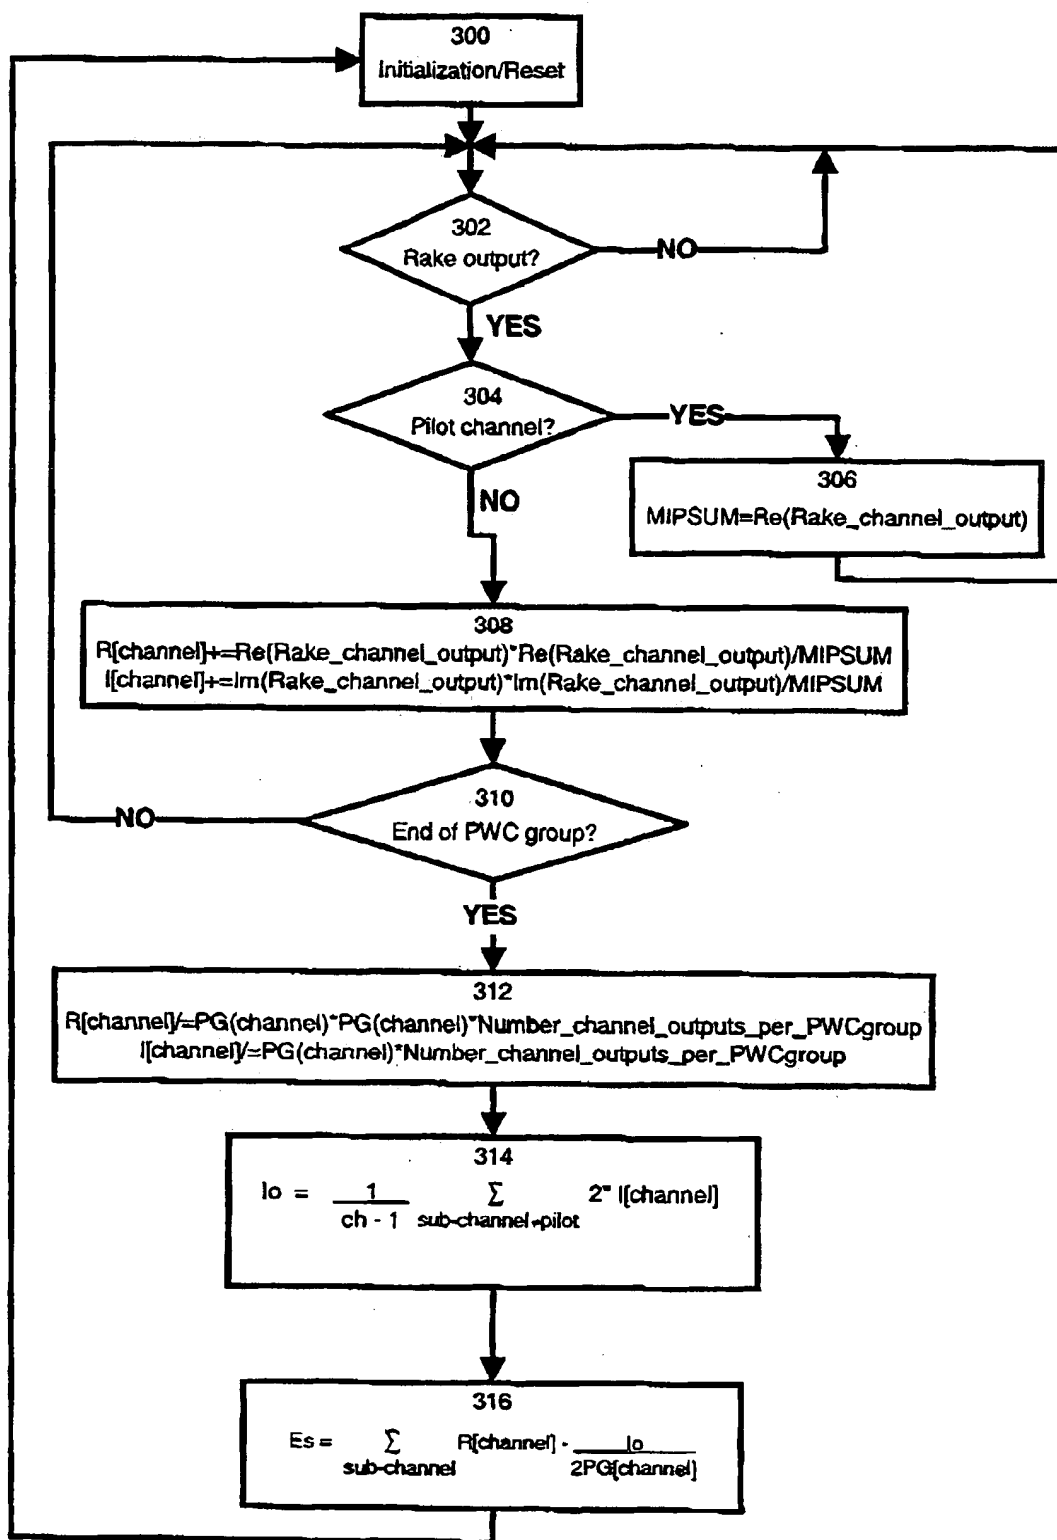 300
Initialization/Reset
302
Rake output?
NO
YES
304
Pilot channel?
YES
NO
306
MIPSUM=Re(Rake_channel_output)
308
R[channel]+=Re(Rake_channel_output)*Re(Rake_channel_output)/MIPSUM
I[channel]+=Im(Rake_channel_output)*Im(Rake_channel_output)/MIPSUM
310
End of PWC group?
NO
YES
312
R[channel]/=PG(channel)*PG(channel)*Number_channel_outputs_per_PWCgroup
I[channel]/=PG(channel)*Number_channel_outputs_per_PWCgroup
314
Io = 1 / ch - 1 Σ sub-channel≠pilot 2* I[channel]
316
Es = Σ sub-channel R[channel] - Io / 2PG[channel]